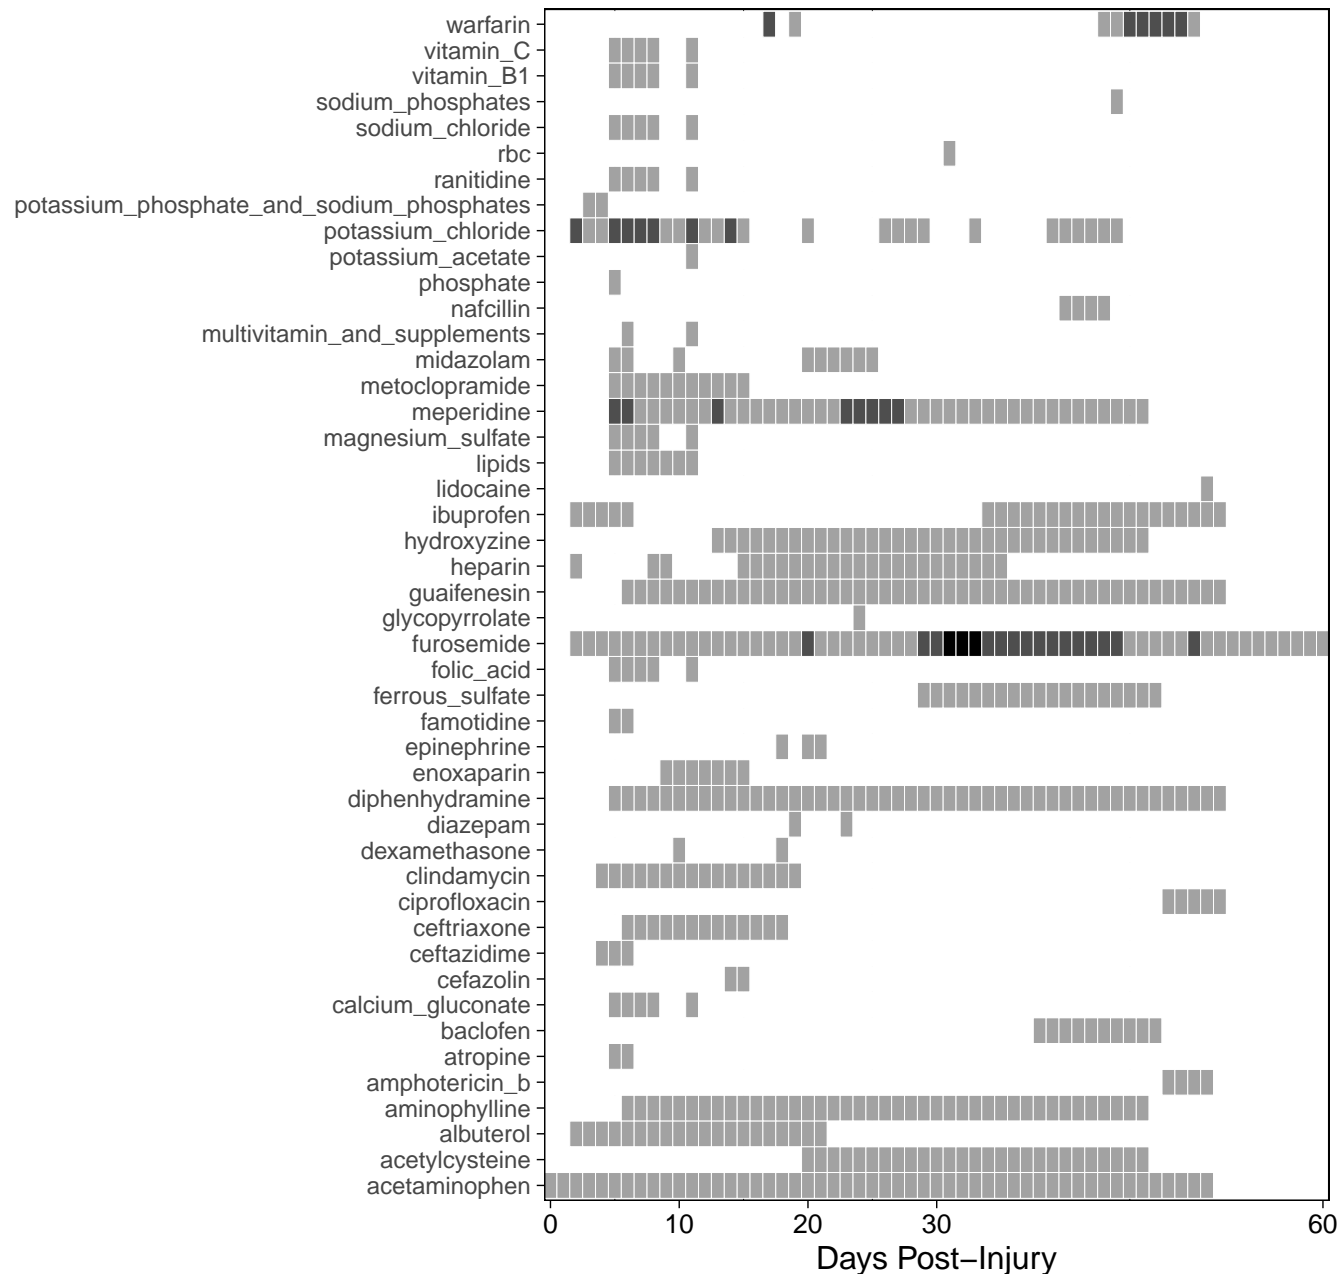 warfarin
vitamin_C
vitamin_B1
sodium_phosphates
sodium_chloride
rbc
ranitidine
potassium_phosphate_and_sodium_phosphates
potassium_chloride
potassium_acetate
phosphate
nafcillin
multivitamin_and_supplements
midazolam
metoclopramide
meperidine
magnesium_sulfate
lipids
lidocaine
ibuprofen
hydroxyzine
heparin
guaifenesin
glycopyrrolate
furosemide
folic_acid
ferrous_sulfate
famotidine
epinephrine
enoxaparin
diphenhydramine
diazepam
dexamethasone
clindamycin
ciprofloxacin
ceftriaxone
ceftazidime
cefazolin
calcium_gluconate
baclofen
atropine
amphotericin_b
aminophylline
albuterol
acetylcysteine
acetaminophen
0 10 20 30 60
Days Post−Injury